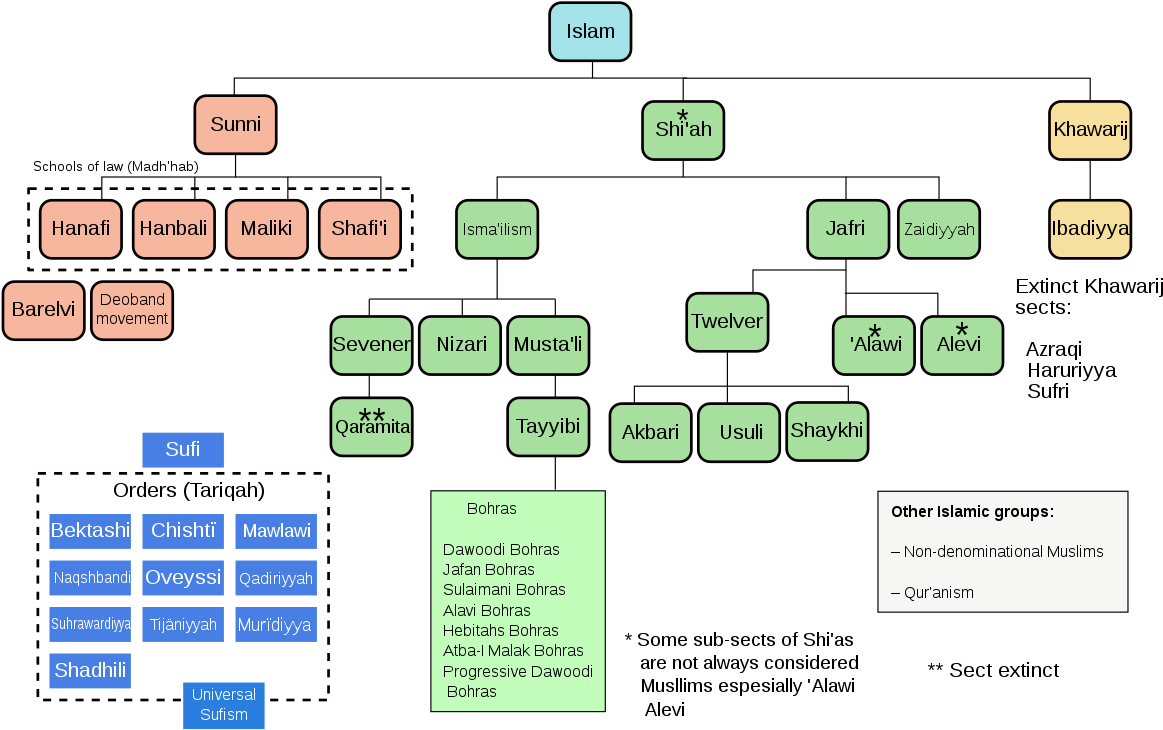 Islam
Sunni
*
Shi'ah
Khawarij
Schools of law (Madh'hab)
Hanafi
Hanbali
Maliki
Shafi'i
Isma'ilism
Jafri
Zaidiyyah
Ibadiyya
Barelvi
Deoband
movement
Extinct Khawarij
sects:
Azraqi
Haruriyya
Sufri
Sevener
Nizari
Musta'li
Twelver
*
'Alawi
*
Alevi
**
Qaramita
Tayyibi
Akbari
Usuli
Shaykhi
Sufi
Orders (Tariqah)
Bektashi
Chishtï
Mawlawi
Naqshbandi
Oveyssi
Qadiriyyah
Suhrawardiyya
Tijäniyyah
Murïdiyya
Shadhili
Universal
Sufism
Bohras
Dawoodi Bohras
Jafan Bohras
Sulaimani Bohras
Alavi Bohras
Hebitahs Bohras
Atba-I Malak Bohras
Progressive Dawoodi
Bohras
Other Islamic groups:
– Non-denominational Muslims
– Qur'anism
* Some sub-sects of Shi'as
are not always considered
Musllims espesially 'Alawi
Alevi
** Sect extinct